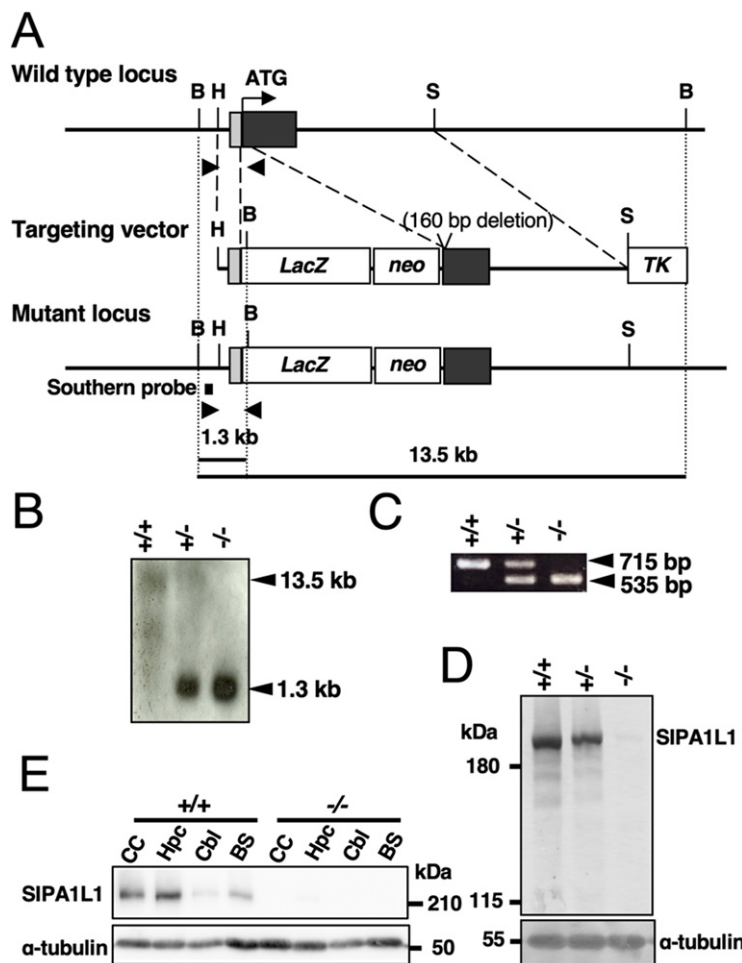 A
Wild type locus
B H ATG S B
(160 bp deletion)
Targeting vector
H B S
LacZ neo TK
Mutant locus
B H B S
LacZ neo
Southern probe
1.3 kb
13.5 kb
B
+/+ +/- -/-
13.5 kb
1.3 kb
C
+/+ +/- -/-
715 bp
535 bp
D
+/+ +/- -/-
kDa
SIPA1L1
180
115
55
α-tubulin
E
+/+ -/-
CC Hpc Cbl BS CC Hpc Cbl BS
kDa
SIPA1L1
210
α-tubulin
50